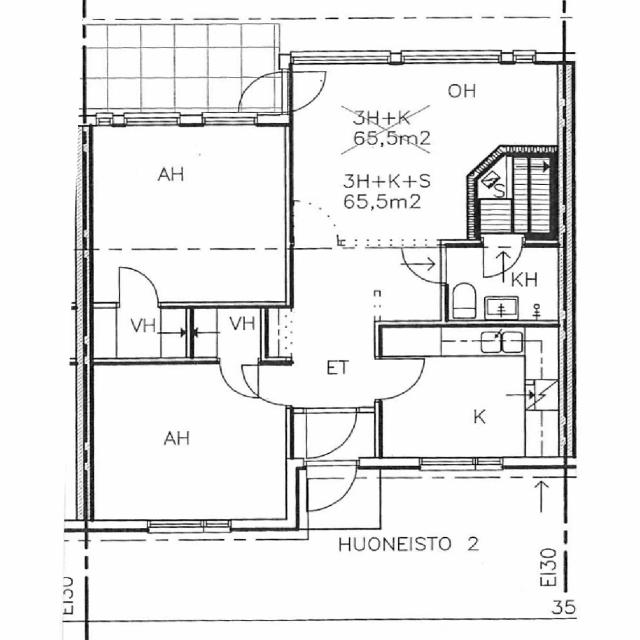 OH
3H+K
65,5m2
AH
3H+K+S
65,5m2
S
KH
VH
VH
ET
K
AH
HUONEISTO 2
EI30
EI30
35